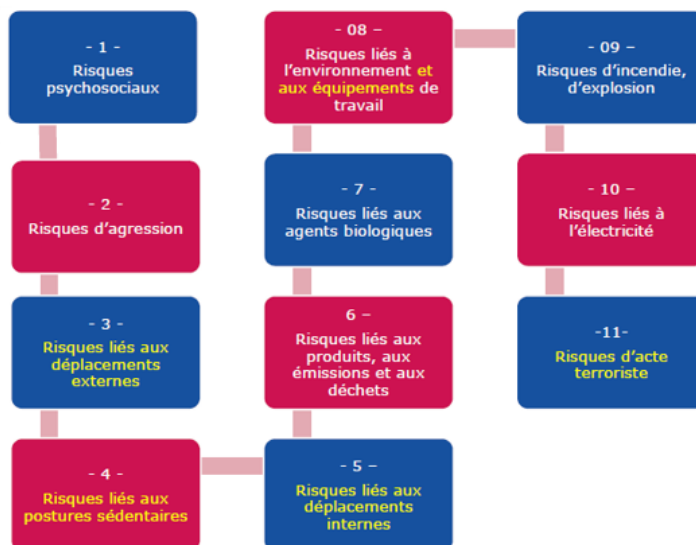 - 1 -
Risques
psychosociaux
- 2 -
Risques d'agression
- 3 -
Risques liés aux
déplacements
externes
- 4 -
Risques liés aux
postures sédentaires
- 5 –
Risques liés aux
déplacements
internes
6 –
Risques liés aux
produits, aux
émissions et aux
déchets
- 7 -
Risques liés aux
agents biologiques
- 08 -
Risques liés à
l'environnement et
aux équipements de
travail
- 09 -
Risques d'incendie,
d'explosion
- 10 -
Risques liés à
l'électricité
-11-
Risques d'acte
terroriste